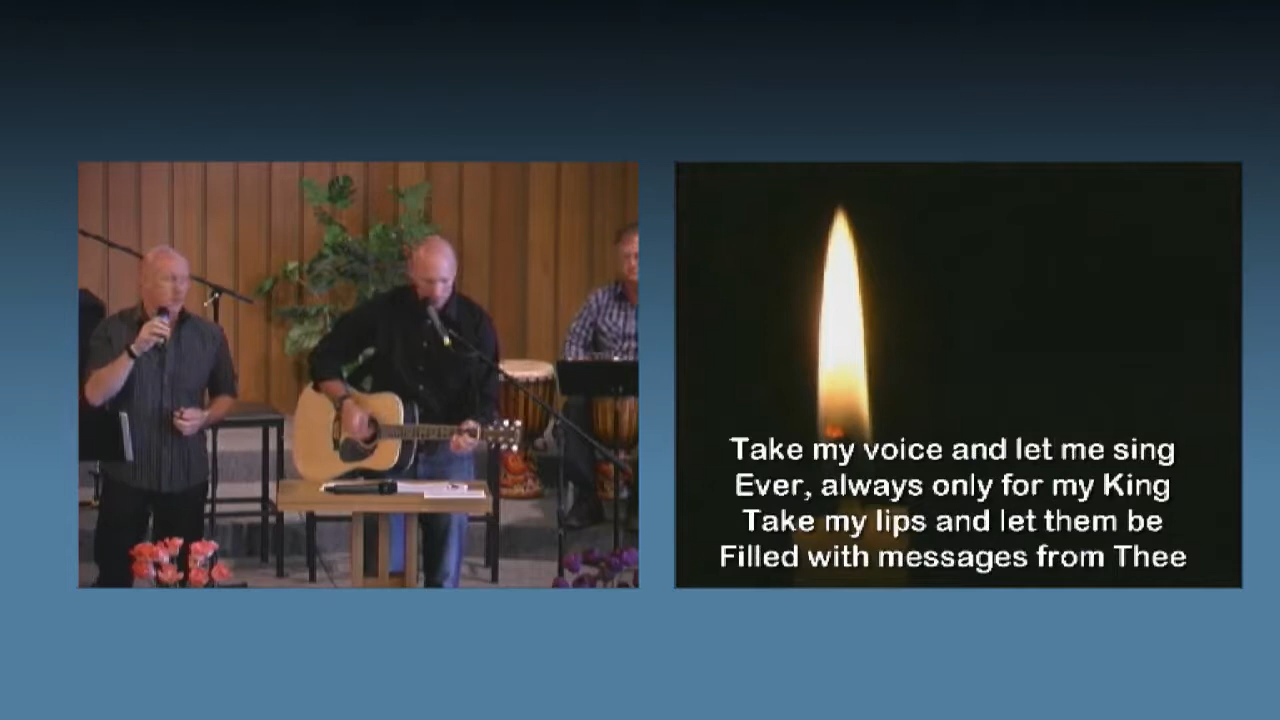 Take my voice and let me sing
Ever, always only for my King
Take my lips and let them be
Filled with messages from Thee